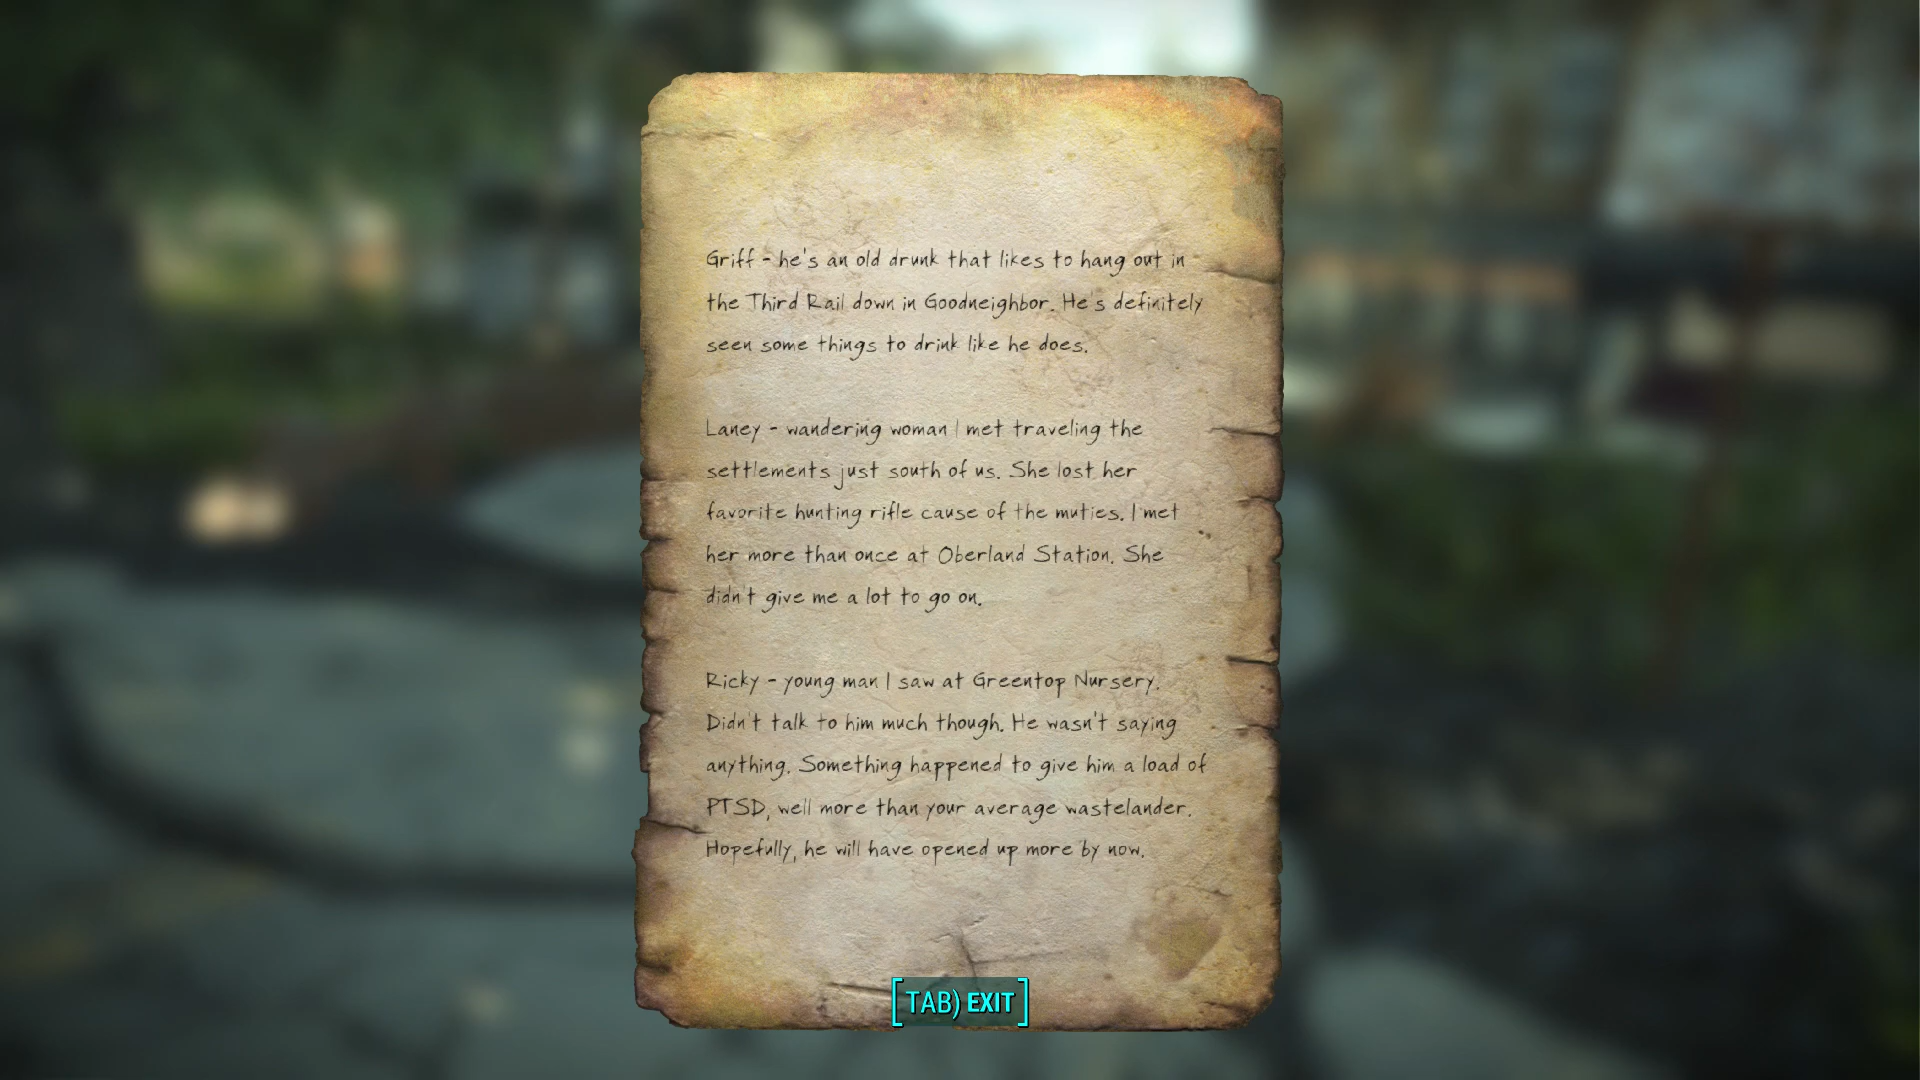 Griff - he's an old drunk that likes to hang out in
the Third Rail down in Goodneighbor. He's definitely
seen some things to drink like he does.
Laney - wandering woman I met traveling the
settlements just south of us. She lost her
favorite hunting rifle cause of the muties. I met
her more than once at Oberland Station. She
didn't give me a lot to go on.
Ricky - young man I saw at Greentop Nursery.
Didn't talk to him much though. He wasn't saying
anything. Something happened to give him a load of
PTSD, well more than your average wastelander.
Hopefully, he will have opened up more by now.
[TAB) EXIT]